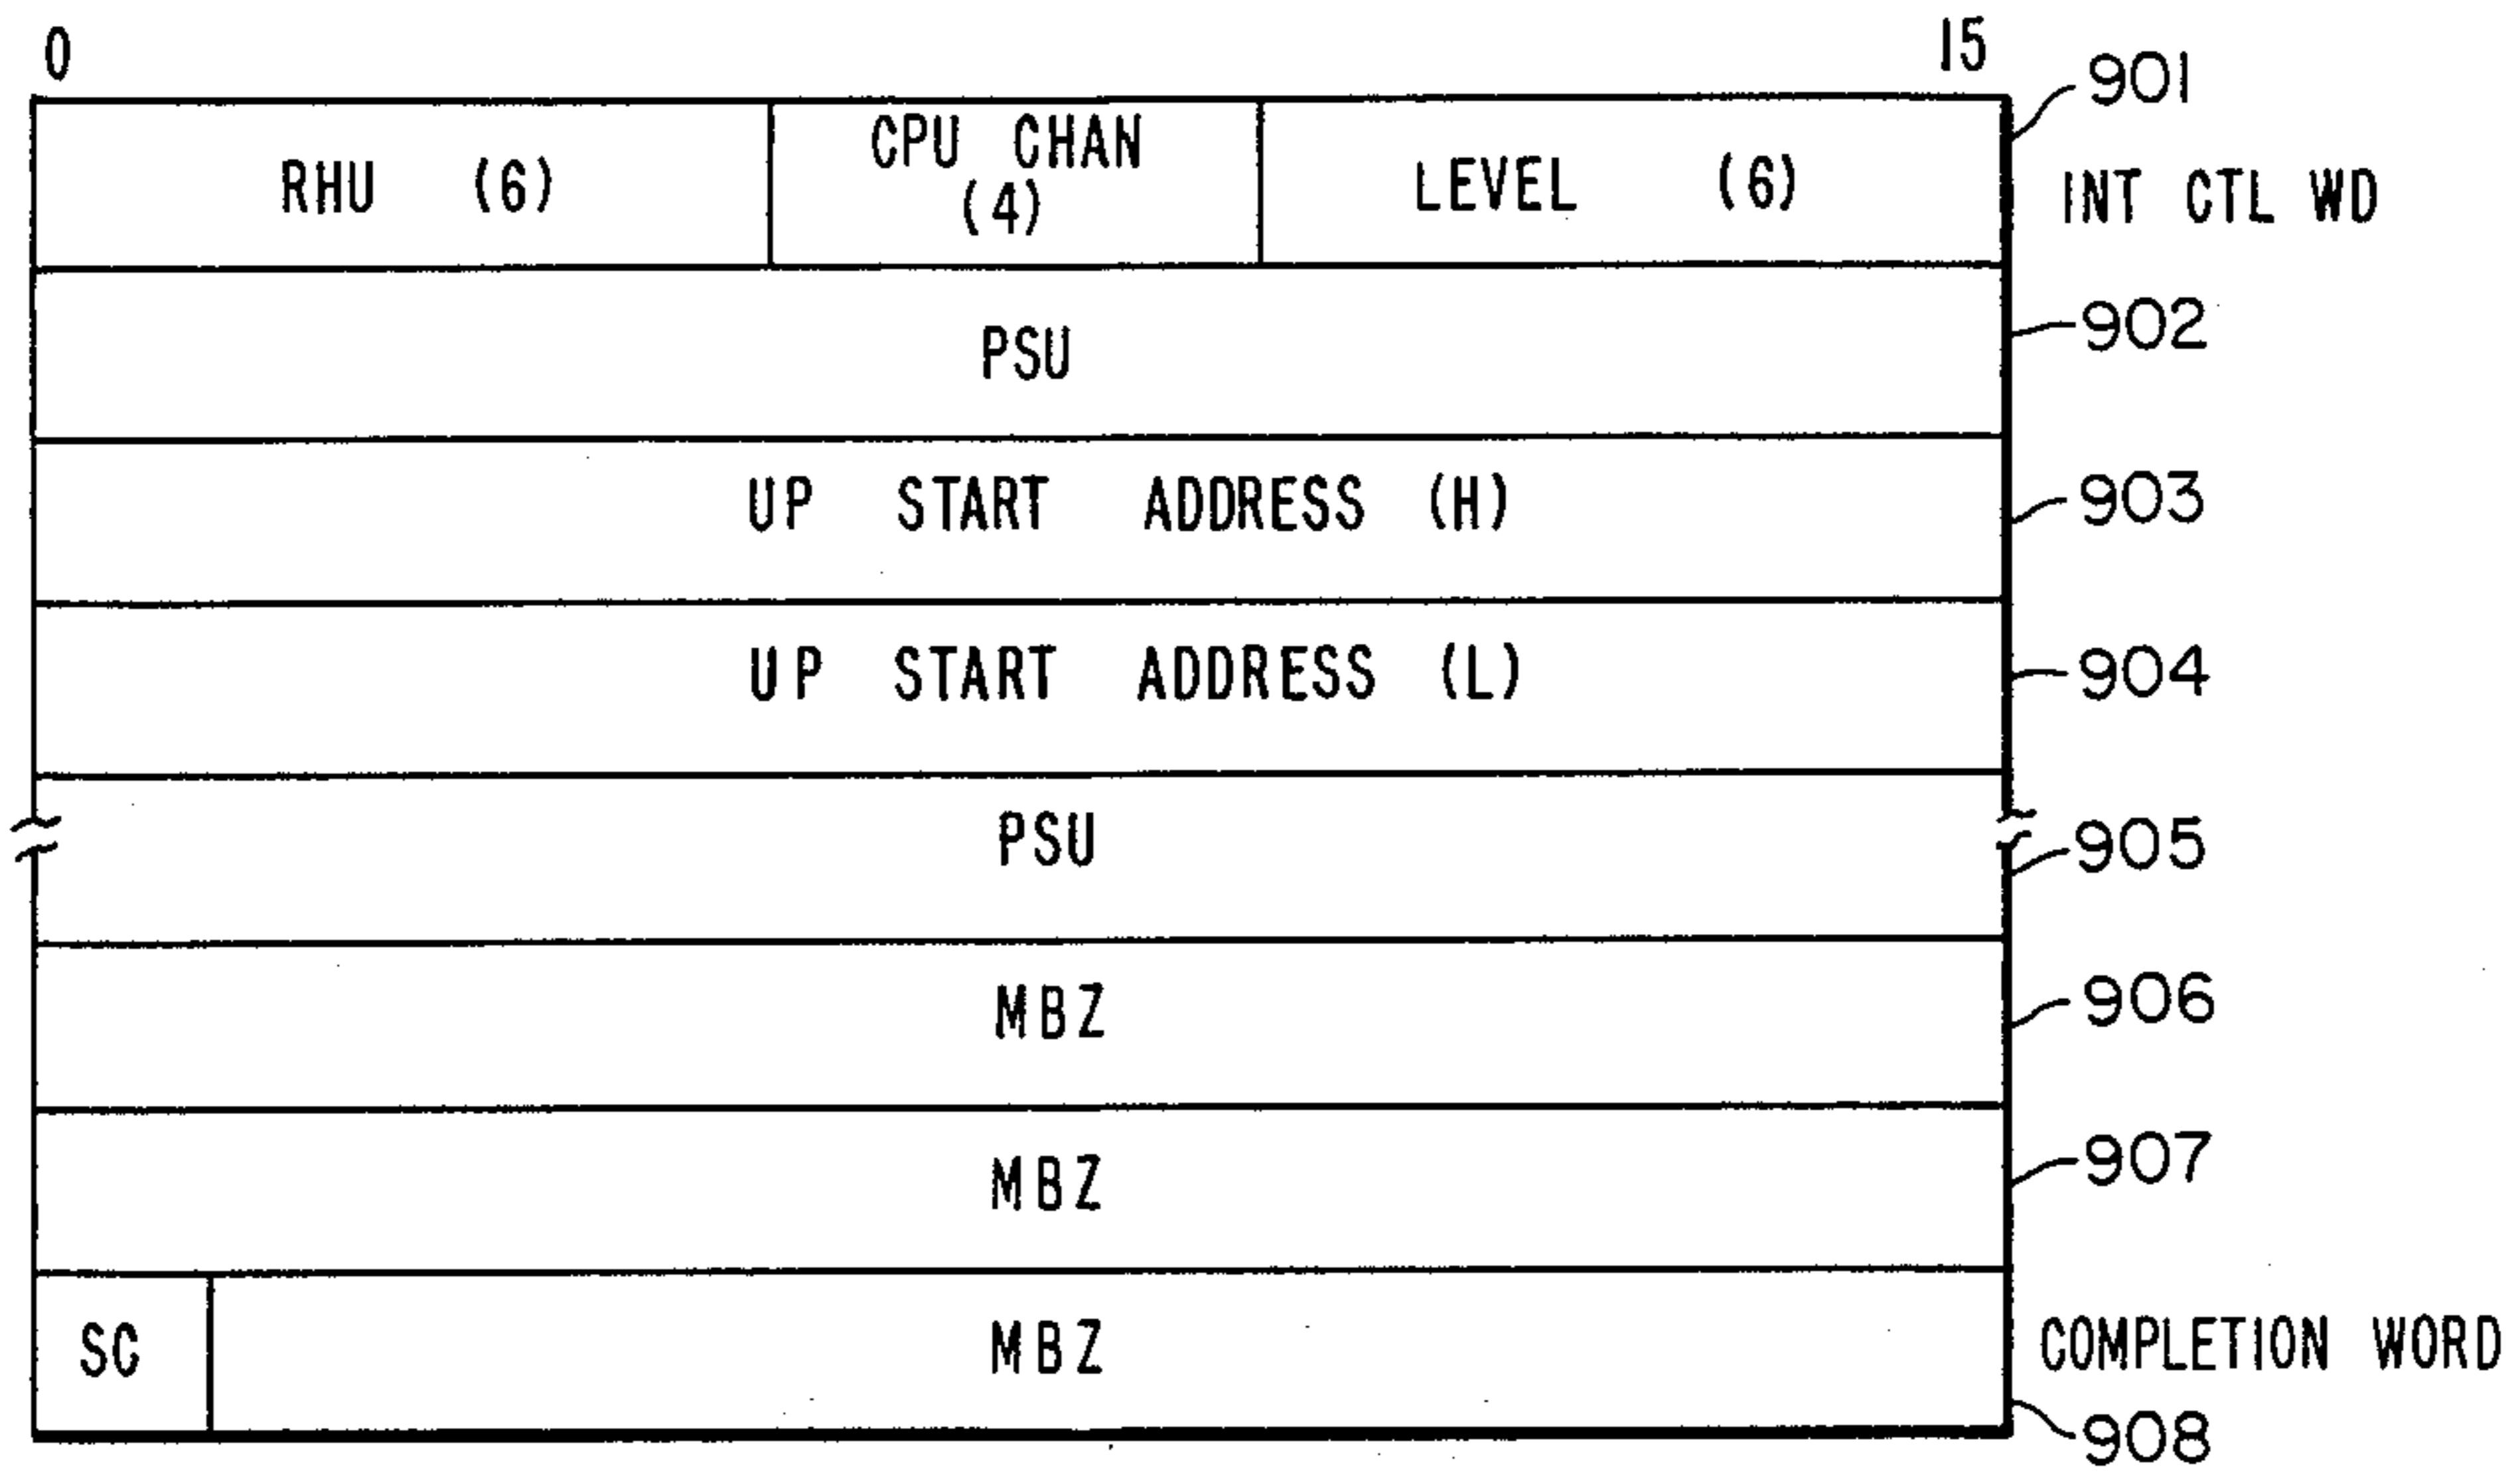 0 15
901
RHU (6) CPU CHAN (4) LEVEL (6) INT CTL WD
PSU 902
UP START ADDRESS (H) 903
UP START ADDRESS (L) 904
PSU 905
MBZ 906
MBZ 907
SC MBZ COMPLETION WORD
908